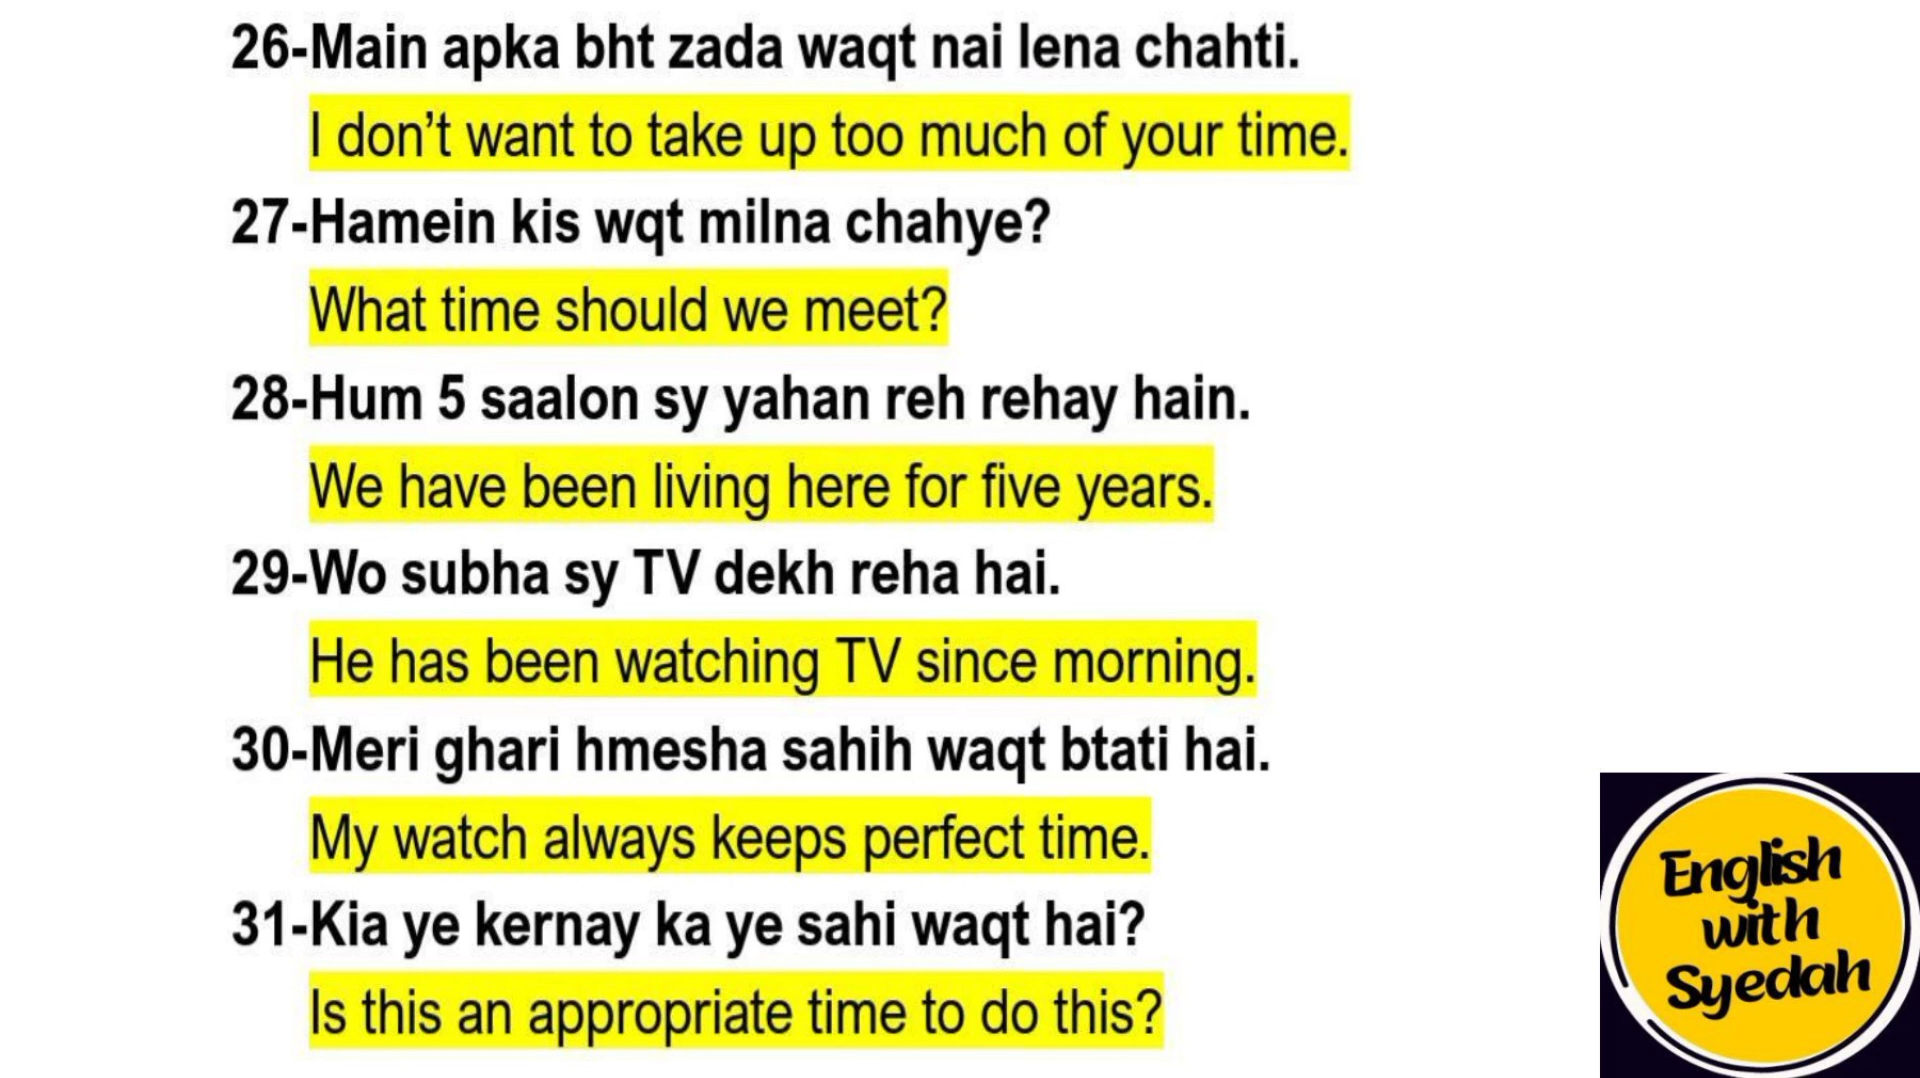 26-Main apka bht zada waqt nai lena chahti.
I don’t want to take up too much of your time.
27-Hamein kis wqt milna chahye?
What time should we meet?
28-Hum 5 saalon sy yahan reh rehay hain.
We have been living here for five years.
29-Wo subha sy TV dekh reha hai.
He has been watching TV since morning.
30-Meri ghari hmesha sahih waqt btati hai.
My watch always keeps perfect time.
31-Kia ye kernay ka ye sahi waqt hai?
Is this an appropriate time to do this?
English
with
Syedah